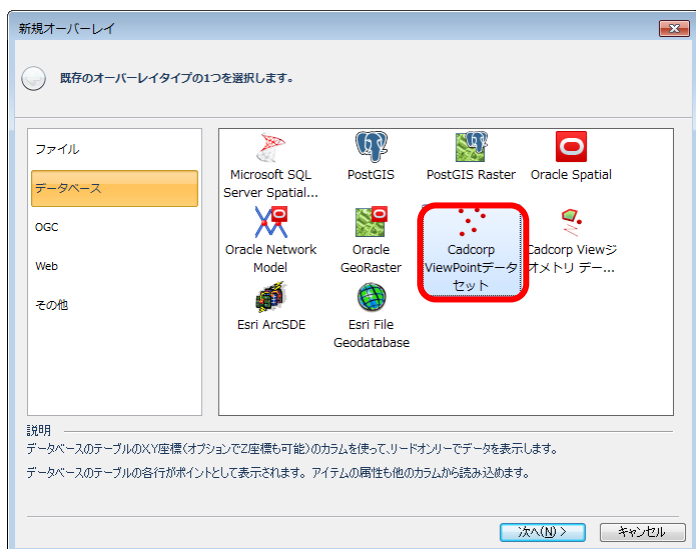 新規オーバーレイ
既存のオーバーレイタイプの1つを選択します。
ファイル
データベース
OGC
Web
その他
Microsoft SQL
Server Spatial...
PostGIS
PostGIS Raster
Oracle Spatial
Oracle Network
Model
Oracle
GeoRaster
Cadcorp
ViewPointデータ
セット
Cadcorp Viewジ
オメトリ デー...
Esri ArcSDE
Esri File
Geodatabase
説明
データベースのテーブルのXY座標(オプションでZ座標も可能)のカラムを使って、リードオンリーでデータを表示します。
データベースのテーブルの各行がポイントとして表示されます。アイテムの属性も他のカラムから読み込めます。
次へ(N) >
キャンセル